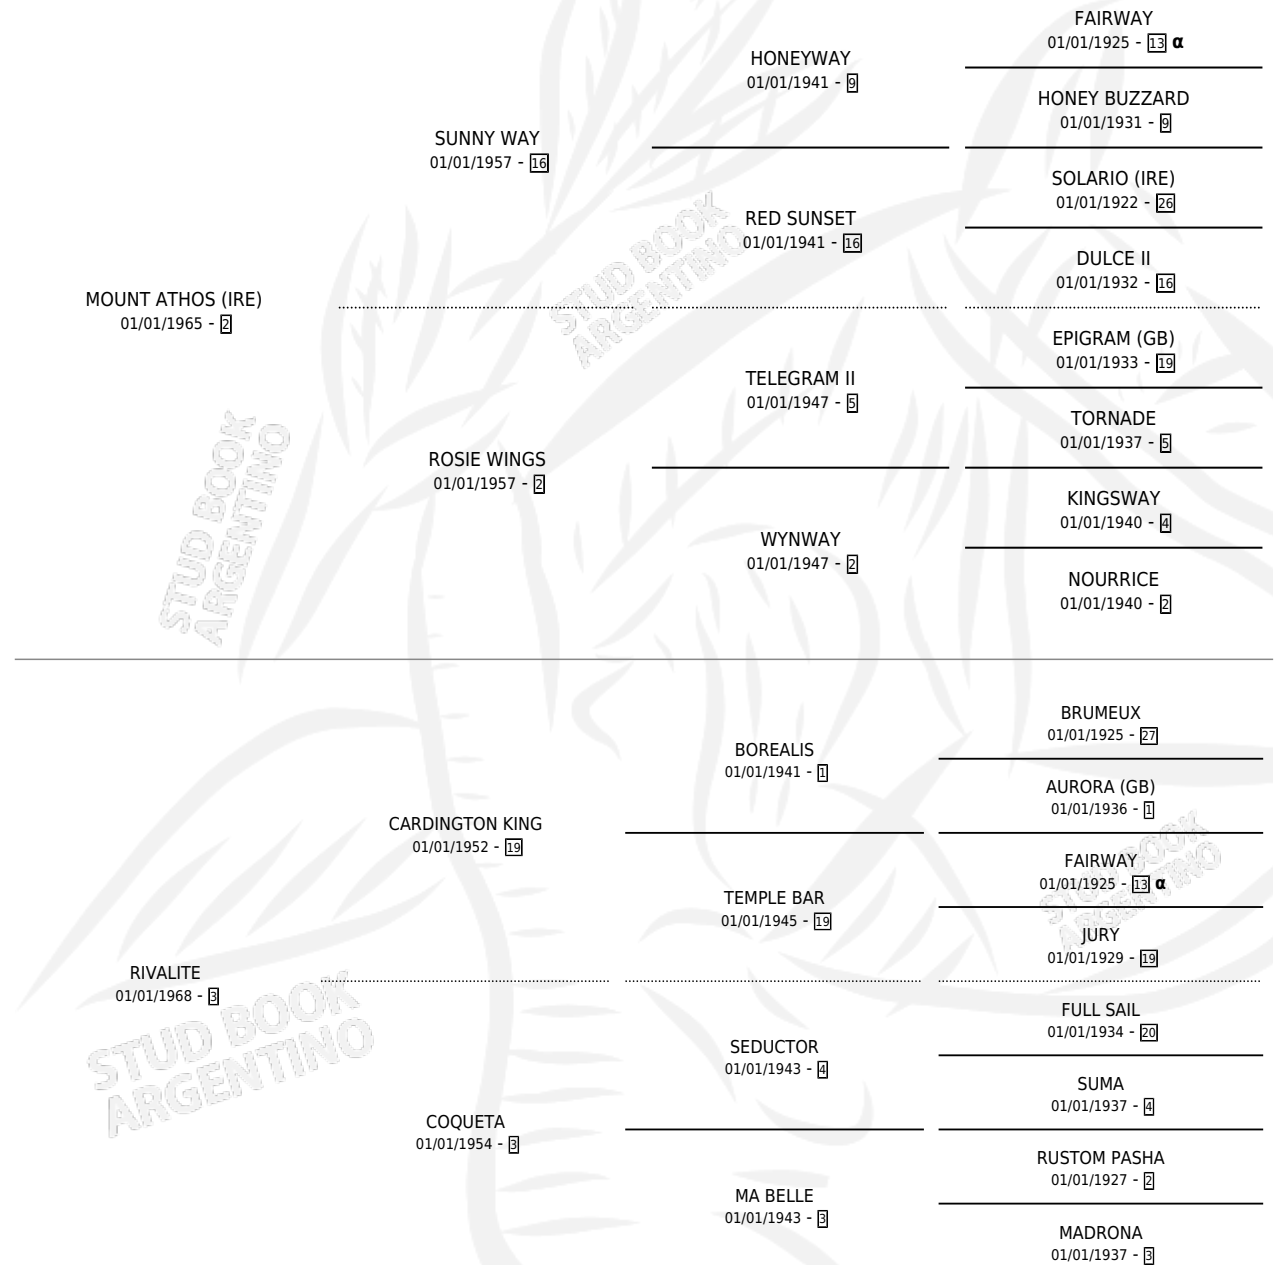 FAIRWAY
01/01/1925 - 13 α
HONEYWAY
01/01/1941 - 9
HONEY BUZZARD
01/01/1931 - 9
SUNNY WAY
01/01/1957 - 16
SOLARIO (IRE)
01/01/1922 - 26
RED SUNSET
01/01/1941 - 16
DULCE II
01/01/1932 - 16
MOUNT ATHOS (IRE)
01/01/1965 - 2
EPIGRAM (GB)
01/01/1933 - 19
TELEGRAM II
01/01/1947 - 5
TORNADE
01/01/1937 - 5
ROSIE WINGS
01/01/1957 - 2
KINGSWAY
01/01/1940 - 4
WYNWAY
01/01/1947 - 2
NOURRICE
01/01/1940 - 2
BRUMEUX
01/01/1925 - 27
BOREALIS
01/01/1941 - 1
AURORA (GB)
01/01/1936 - 1
CARDINGTON KING
01/01/1952 - 19
FAIRWAY
01/01/1925 - 13 α
TEMPLE BAR
01/01/1945 - 19
JURY
01/01/1929 - 19
RIVALITE
01/01/1968 - 3
FULL SAIL
01/01/1934 - 20
SEDUCTOR
01/01/1943 - 4
SUMA
01/01/1937 - 4
COQUETA
01/01/1954 - 3
RUSTOM PASHA
01/01/1927 - 2
MA BELLE
01/01/1943 - 3
MADRONA
01/01/1937 - 3
STUD BOOK
ARGENTINO
STUD BOOK
ARGENTINO
STUD BOOK
ARGENTINO
STUD BOOK
ARGENTINO